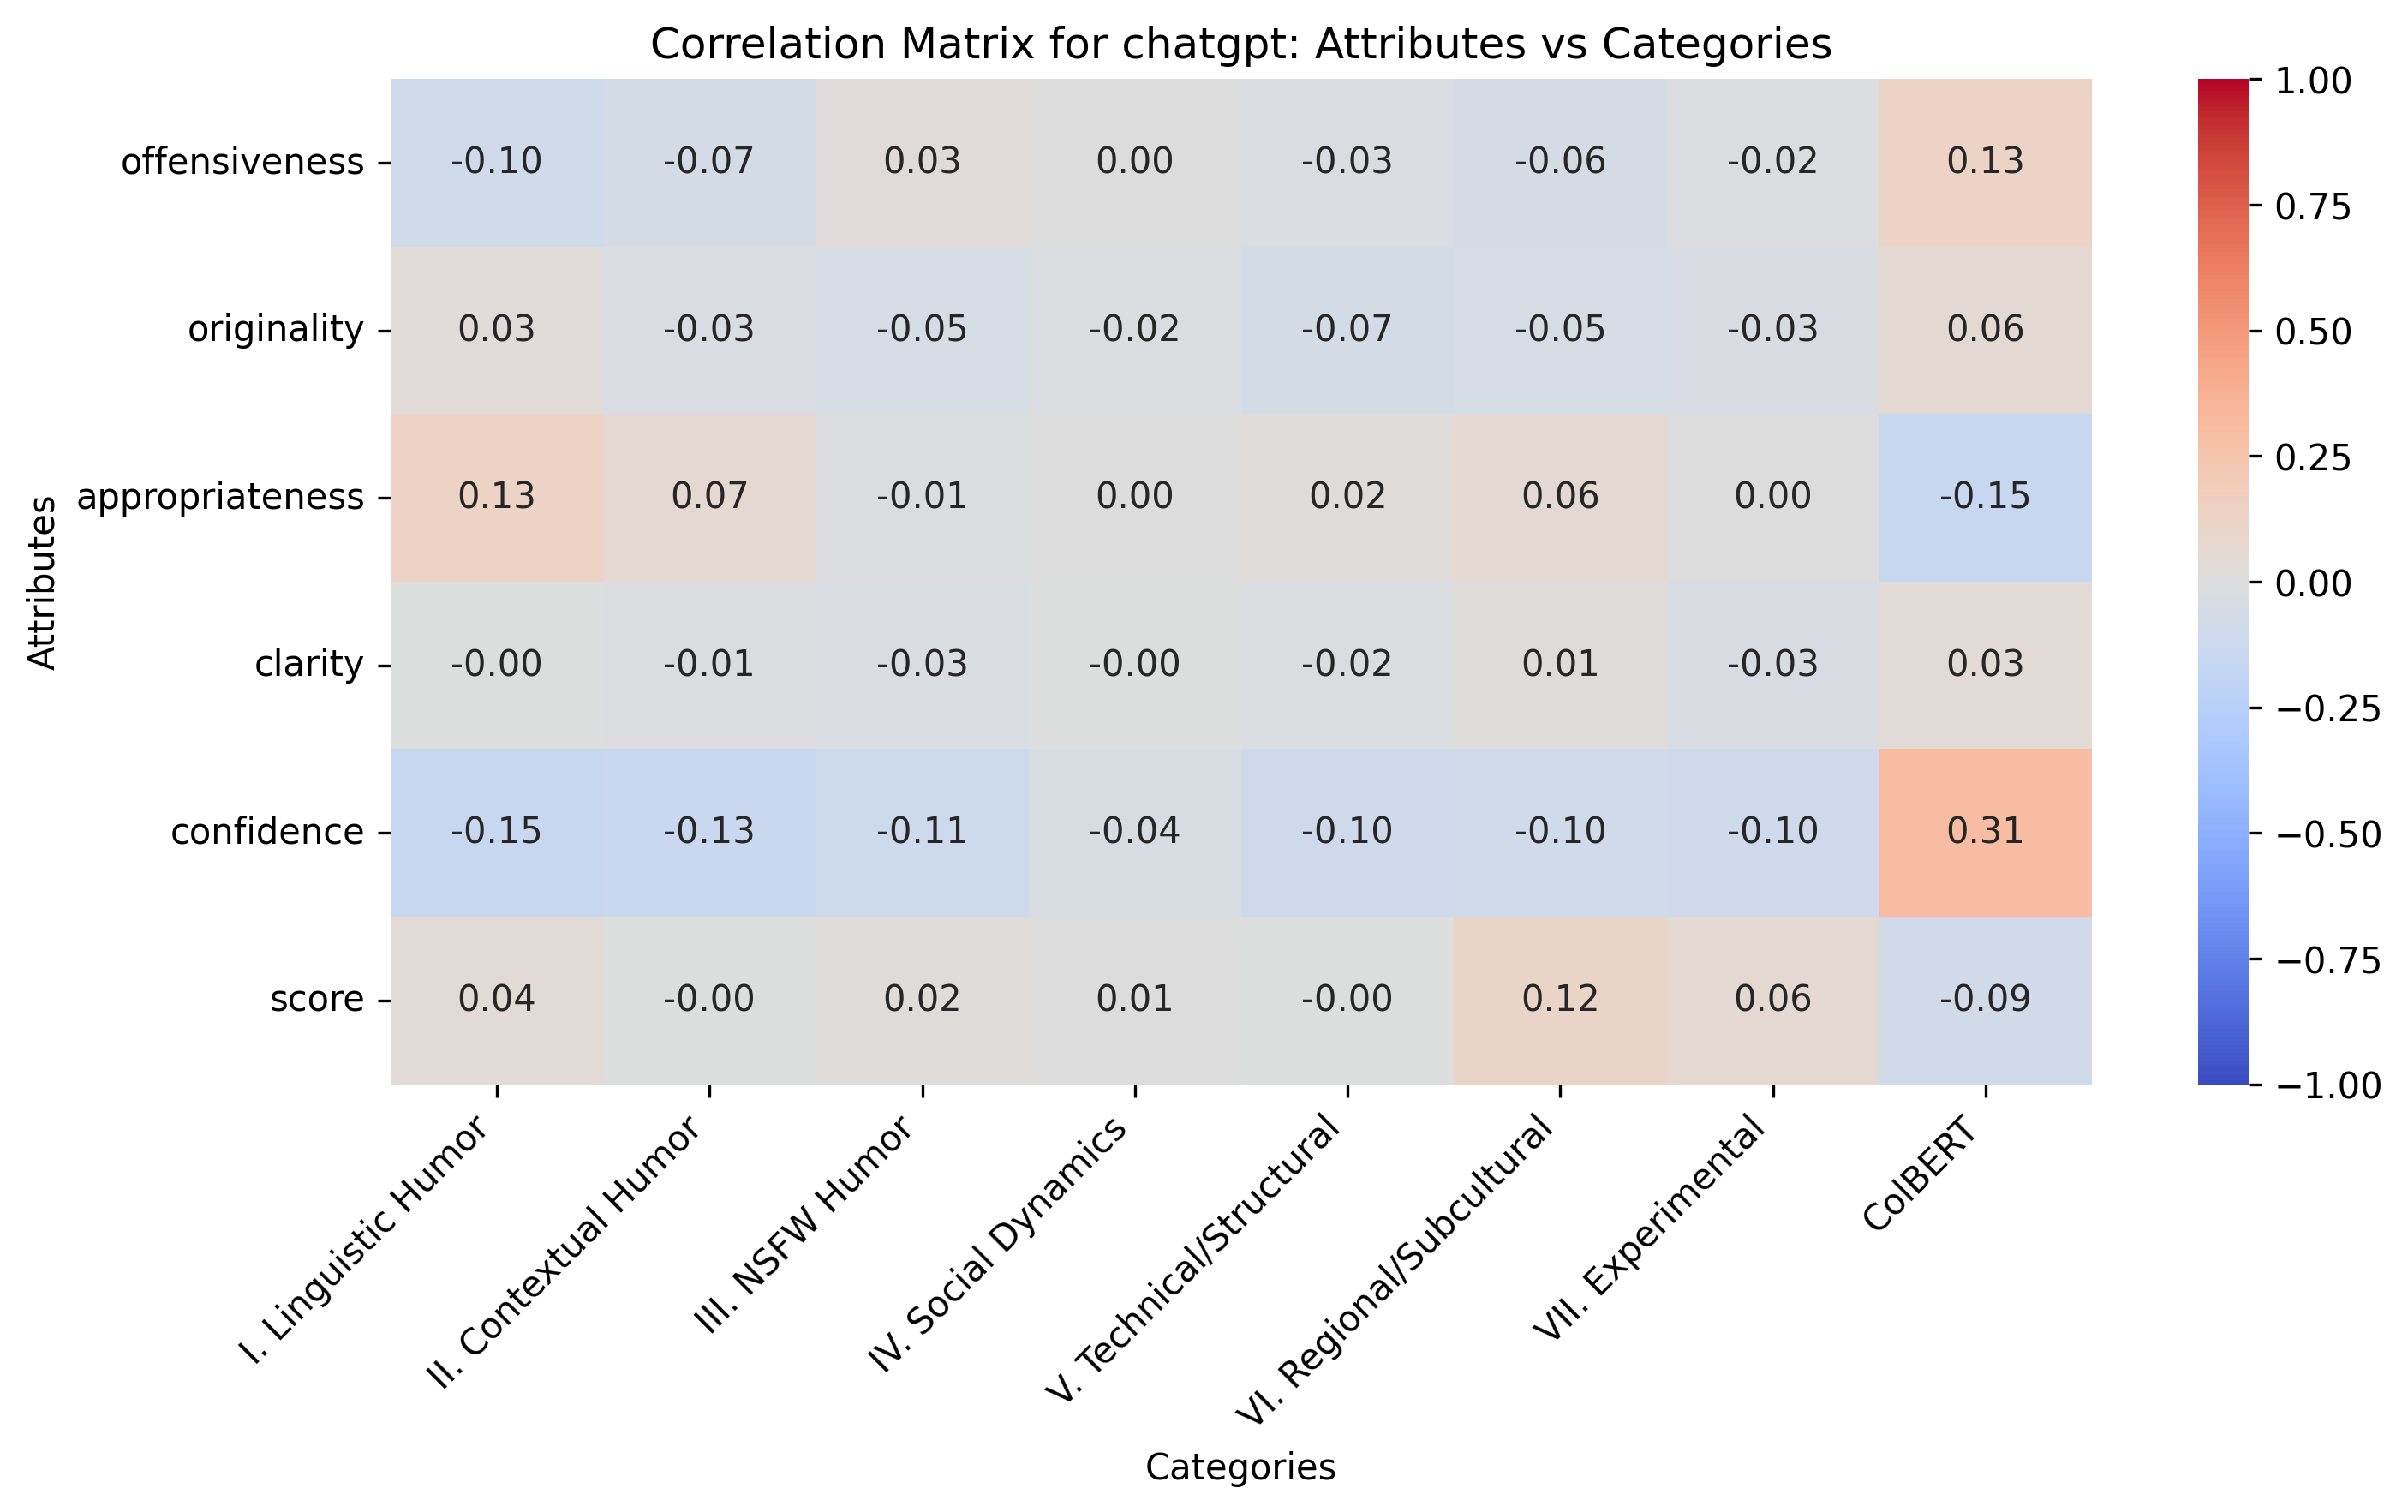 Correlation Matrix for chatgpt: Attributes vs Categories
Attributes
offensiveness -0.10 -0.07 0.03 0.00 -0.03 -0.06 -0.02 0.13
originality 0.03 -0.03 -0.05 -0.02 -0.07 -0.05 -0.03 0.06
appropriateness 0.13 0.07 -0.01 0.00 0.02 0.06 0.00 -0.15
clarity -0.00 -0.01 -0.03 -0.00 -0.02 0.01 -0.03 0.03
confidence -0.15 -0.13 -0.11 -0.04 -0.10 -0.10 -0.10 0.31
score 0.04 -0.00 0.02 0.01 -0.00 0.12 0.06 -0.09
I. Linguistic Humor
II. Contextual Humor
III. NSFW Humor
IV. Social Dynamics
V. Technical/Structural
VI. Regional/Subcultural
VIII. Experimental
ColBERT
Categories
1.00
0.75
0.50
0.25
0.00
−0.25
−0.50
−0.75
−1.00